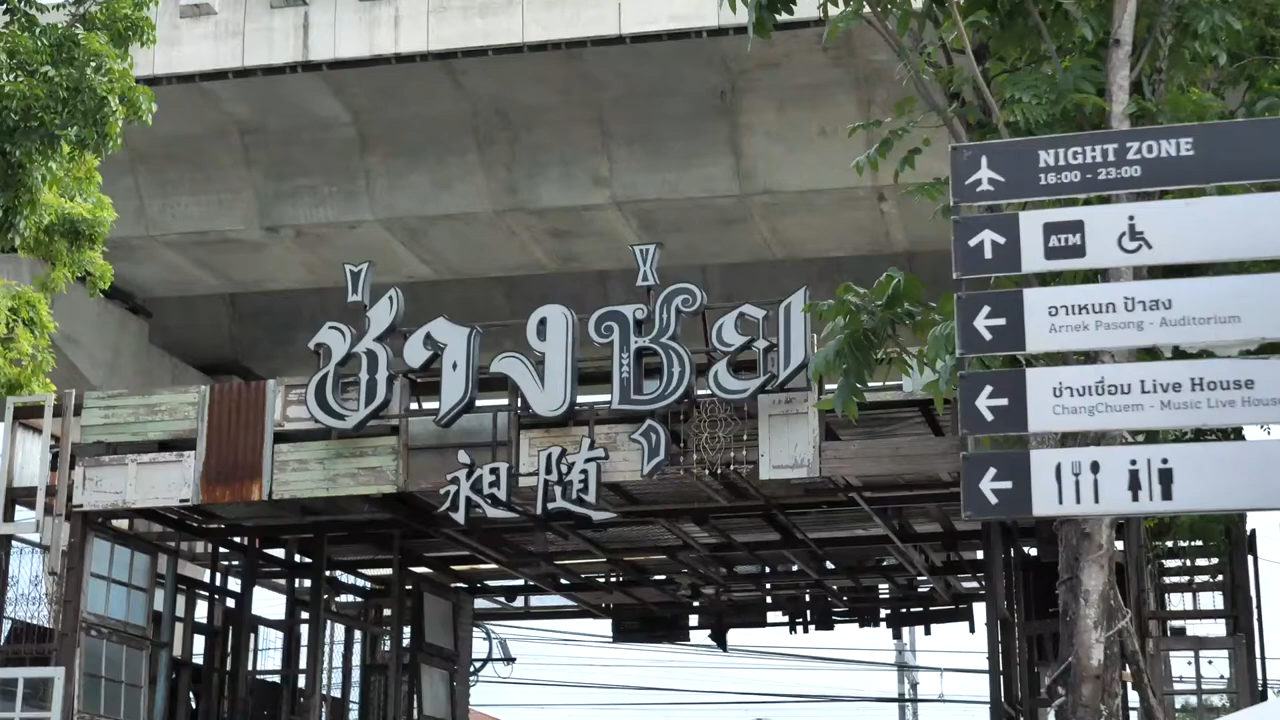 ช่างชุ่ย
昶随
NIGHT ZONE
16:00 - 23:00
ATM
อาเหนก ป้าสง
Arnek Pasong - Auditorium
ช่างเชื่อม Live House
ChangChuem - Music Live House